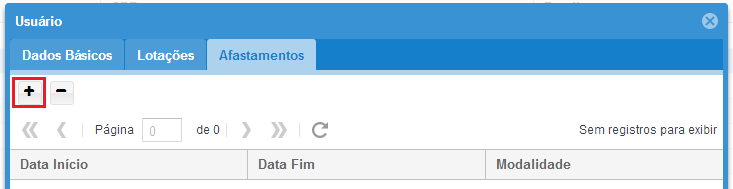 Usuário
Dados Básicos Lotações Afastamentos
Página 0 de 0 Sem registros para exibir
Data Início Data Fim Modalidade